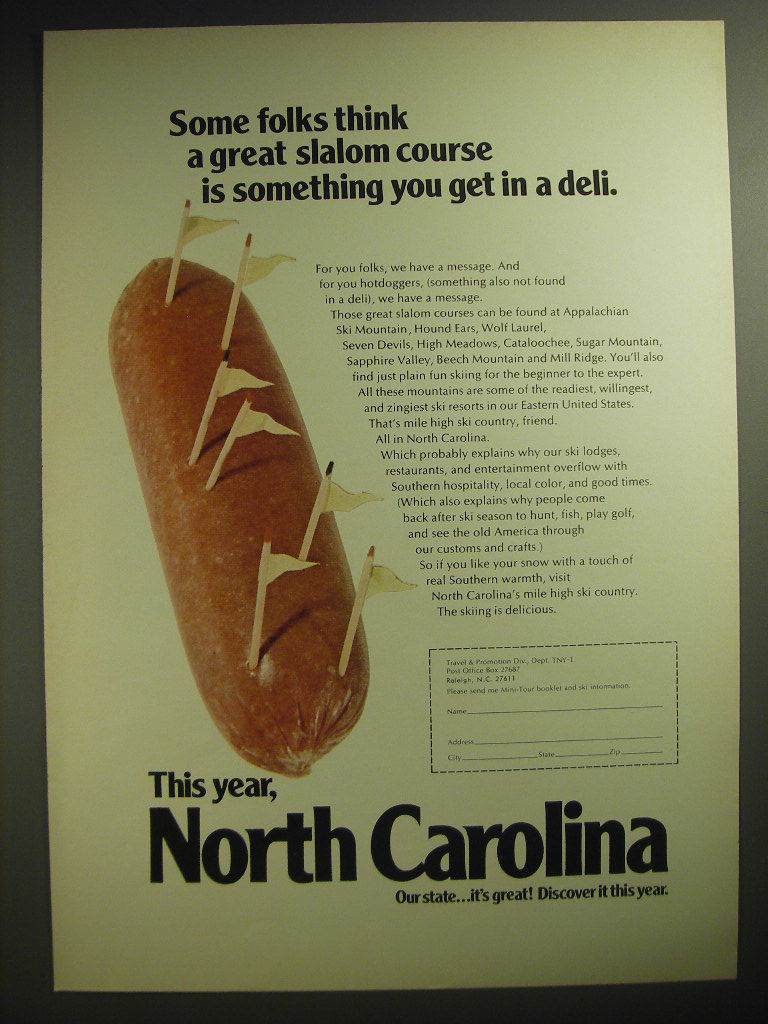 Some folks think
a great slalom course
is something you get in a deli.
For you folks, we have a message. And
for you hotdoggers, (something also not found
in a deli), we have a message.
Those great slalom courses can be found at Appalachian
Ski Mountain, Hound Ears, Wolf Laurel,
Seven Devils, High Meadows, Cataloochee, Sugar Mountain,
Sapphire Valley, Beech Mountain and Mill Ridge. You'll also
find just plain fun skiing for the beginner to the expert.
All these mountains are some of the readiest, willingest,
and zingiest ski resorts in our Eastern United States.
That's mile high ski country, friend.
All in North Carolina.
Which probably explains why our ski lodges,
restaurants, and entertainment overflow with
Southern hospitality, local color, and good times.
(Which also explains why people come
back after ski season to hunt, fish, play golf,
and see the old America through
our customs and crafts.)
So if you like your snow with a touch of
real Southern warmth, visit
North Carolina's mile high ski country.
The skiing is delicious.
Travel & Promotion Div., Dept. TNY-1
Post Office Box 27687
Raleigh, N.C. 27611
Please send me Mini-Tour booklet and ski information.
Name
Address
City State Zip
This year,
North Carolina
Our state...it's great! Discover it this year.